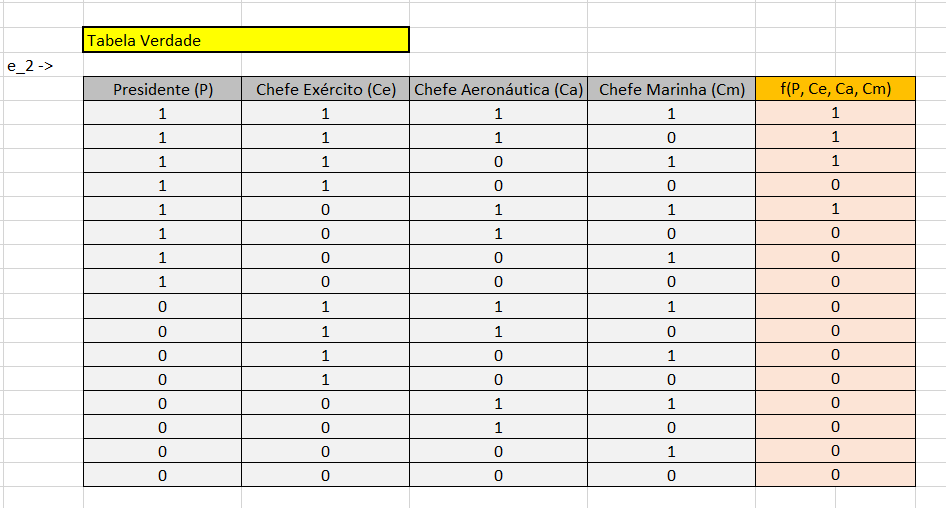 Tabela Verdade
e_2 ->
Presidente (P) Chefe Exército (Ce) Chefe Aeronáutica (Ca) Chefe Marinha (Cm) f(P, Ce, Ca, Cm)
1 1 1 1 1
1 1 1 0 1
1 1 0 1 1
1 1 0 0 0
1 0 1 1 1
1 0 1 0 0
1 0 0 1 0
1 0 0 0 0
0 1 1 1 0
0 1 1 0 0
0 1 0 1 0
0 1 0 0 0
0 0 1 1 0
0 0 1 0 0
0 0 0 1 0
0 0 0 0 0